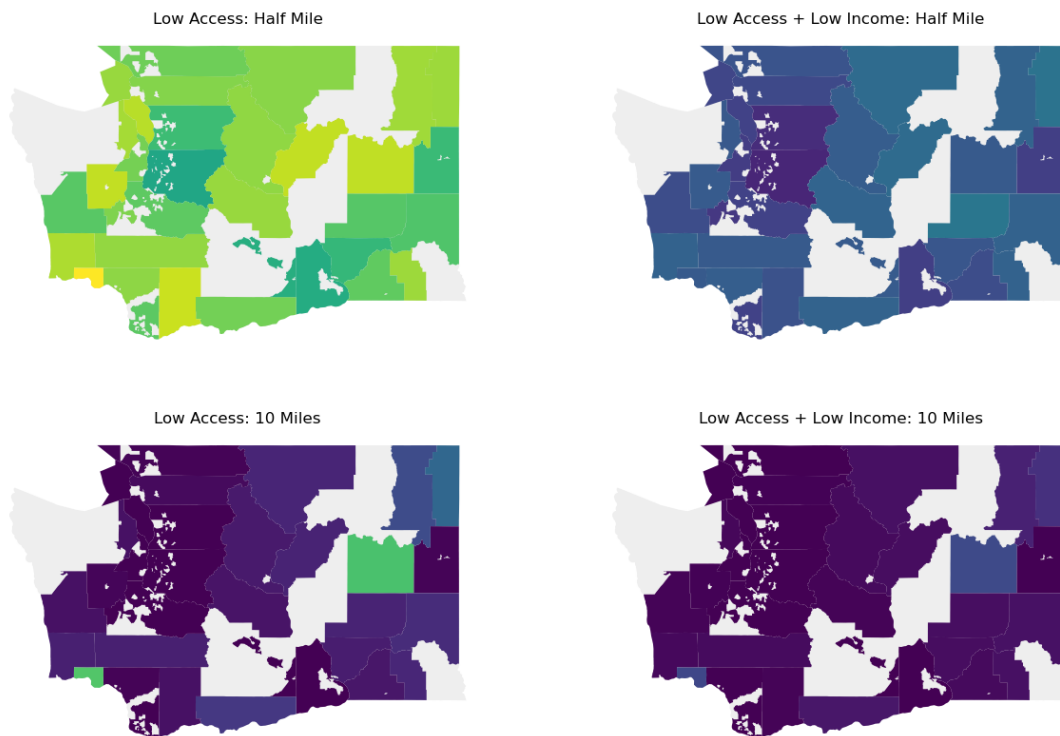 Low Access: Half Mile
Low Access + Low Income: Half Mile
Low Access: 10 Miles
Low Access + Low Income: 10 Miles